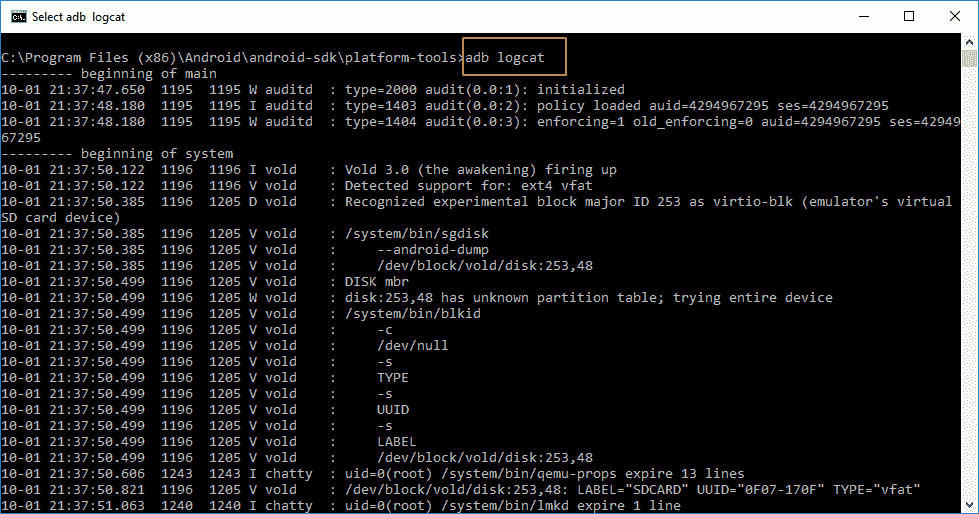 Select adb logcat
C:\Program Files (x86)\Android\android-sdk\platform-tools>adb logcat
--------- beginning of main
10-01 21:37:47.650  1195  1195 W auditd  : type=2000 audit(0.0:1): initialized
10-01 21:37:48.180  1195  1195 I auditd  : type=1403 audit(0.0:2): policy loaded auid=4294967295 ses=4294967295
10-01 21:37:48.180  1195  1195 W auditd  : type=1404 audit(0.0:3): enforcing=1 old_enforcing=0 auid=4294967295 ses=42949
67295
--------- beginning of system
10-01 21:37:50.122  1196  1196 I vold    : Vold 3.0 (the awakening) firing up
10-01 21:37:50.122  1196  1196 V vold    : Detected support for: ext4 vfat
10-01 21:37:50.385  1196  1205 D vold    : Recognized experimental block major ID 253 as virtio-blk (emulator's virtual
SD card device)
10-01 21:37:50.385  1196  1205 V vold    : /system/bin/sgdisk
10-01 21:37:50.385  1196  1205 V vold    :     --android-dump
10-01 21:37:50.385  1196  1205 V vold    :     /dev/block/vold/disk:253,48
10-01 21:37:50.499  1196  1205 V vold    : DISK mbr
10-01 21:37:50.499  1196  1205 W vold    : disk:253,48 has unknown partition table; trying entire device
10-01 21:37:50.499  1196  1205 V vold    : /system/bin/blkid
10-01 21:37:50.499  1196  1205 V vold    :     -c
10-01 21:37:50.499  1196  1205 V vold    :     /dev/null
10-01 21:37:50.499  1196  1205 V vold    :     -s
10-01 21:37:50.499  1196  1205 V vold    :     TYPE
10-01 21:37:50.499  1196  1205 V vold    :     -s
10-01 21:37:50.499  1196  1205 V vold    :     UUID
10-01 21:37:50.499  1196  1205 V vold    :     -s
10-01 21:37:50.499  1196  1205 V vold    :     LABEL
10-01 21:37:50.499  1196  1205 V vold    :     /dev/block/vold/disk:253,48
10-01 21:37:50.606  1243  1243 I chatty  : uid=0(root) /system/bin/qemu-props expire 13 lines
10-01 21:37:50.821  1196  1205 V vold    : /dev/block/vold/disk:253,48: LABEL="SDCARD" UUID="0F07-170F" TYPE="vfat"
10-01 21:37:51.063  1240  1240 I chatty  : uid=0(root) /system/bin/lmkd expire 1 line